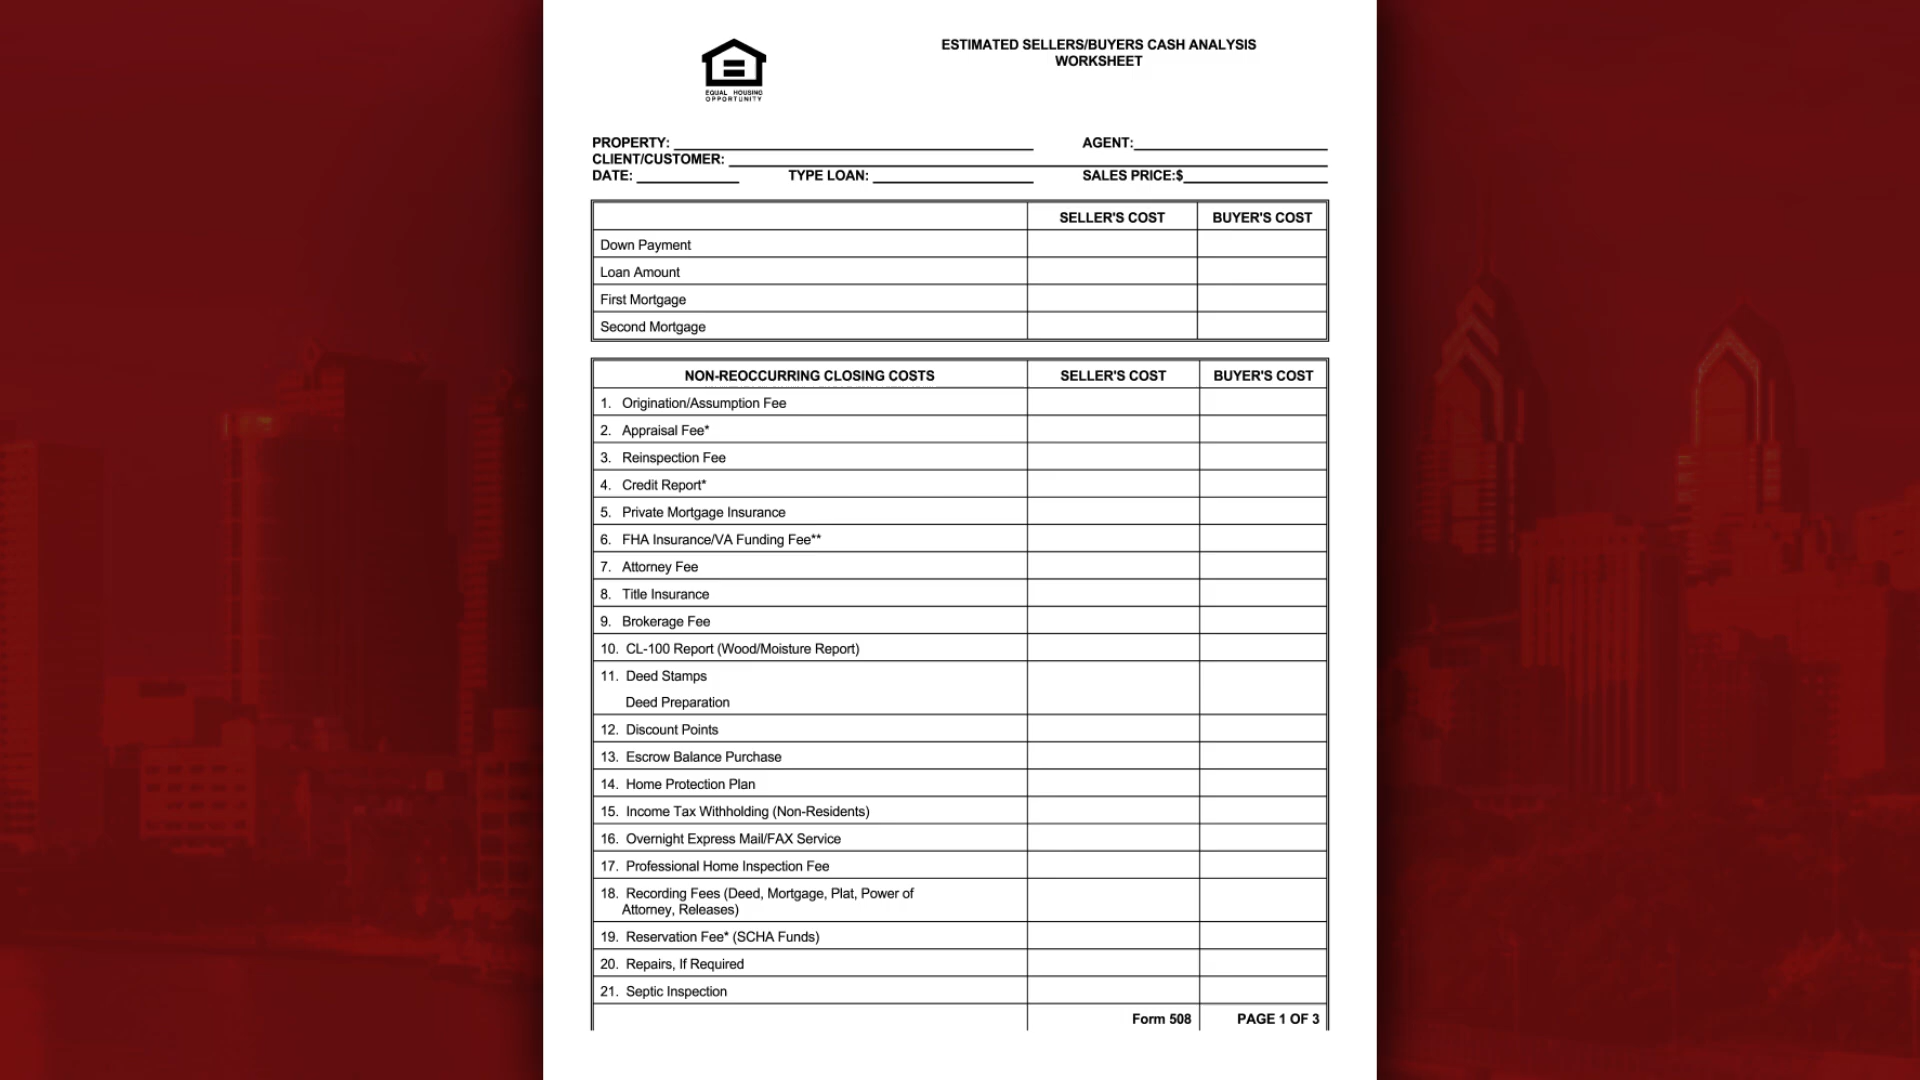 EQUAL HOUSING
OPPORTUNITY
ESTIMATED SELLERS/BUYERS CASH ANALYSIS
WORKSHEET
PROPERTY: AGENT:
CLIENT/CUSTOMER:
DATE: TYPE LOAN: SALES PRICE:$
SELLER'S COST BUYER'S COST
Down Payment
Loan Amount
First Mortgage
Second Mortgage
NON-REOCCURRING CLOSING COSTS SELLER'S COST BUYER'S COST
1. Origination/Assumption Fee
2. Appraisal Fee*
3. Reinspection Fee
4. Credit Report*
5. Private Mortgage Insurance
6. FHA Insurance/VA Funding Fee**
7. Attorney Fee
8. Title Insurance
9. Brokerage Fee
10. CL-100 Report (Wood/Moisture Report)
11. Deed Stamps
Deed Preparation
12. Discount Points
13. Escrow Balance Purchase
14. Home Protection Plan
15. Income Tax Withholding (Non-Residents)
16. Overnight Express Mail/FAX Service
17. Professional Home Inspection Fee
18. Recording Fees (Deed, Mortgage, Plat, Power of
Attorney, Releases)
19. Reservation Fee* (SCHA Funds)
20. Repairs, If Required
21. Septic Inspection
Form 508 PAGE 1 OF 3